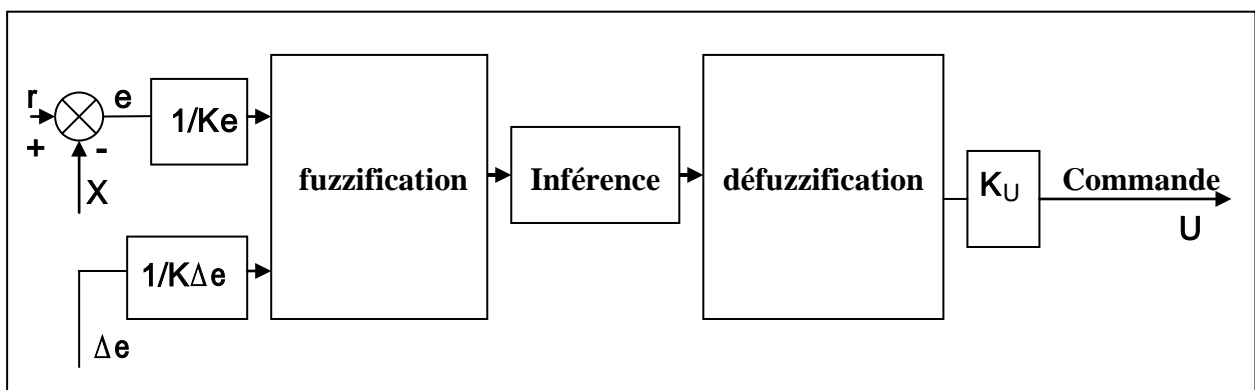 r
e
+
-
X
1/Ke
fuzzification
Inférence
défuzzification
KU
Commande
U
1/KΔe
Δe